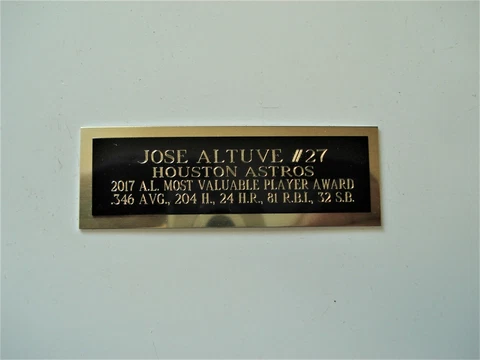 JOSE ALTUVE #27
HOUSTON ASTROS
2017 A.L. MOST VALUABLE PLAYER AWARD
.346 AVG., 204 H., 24 H.R., 81 R.B.I., 32 S.B.